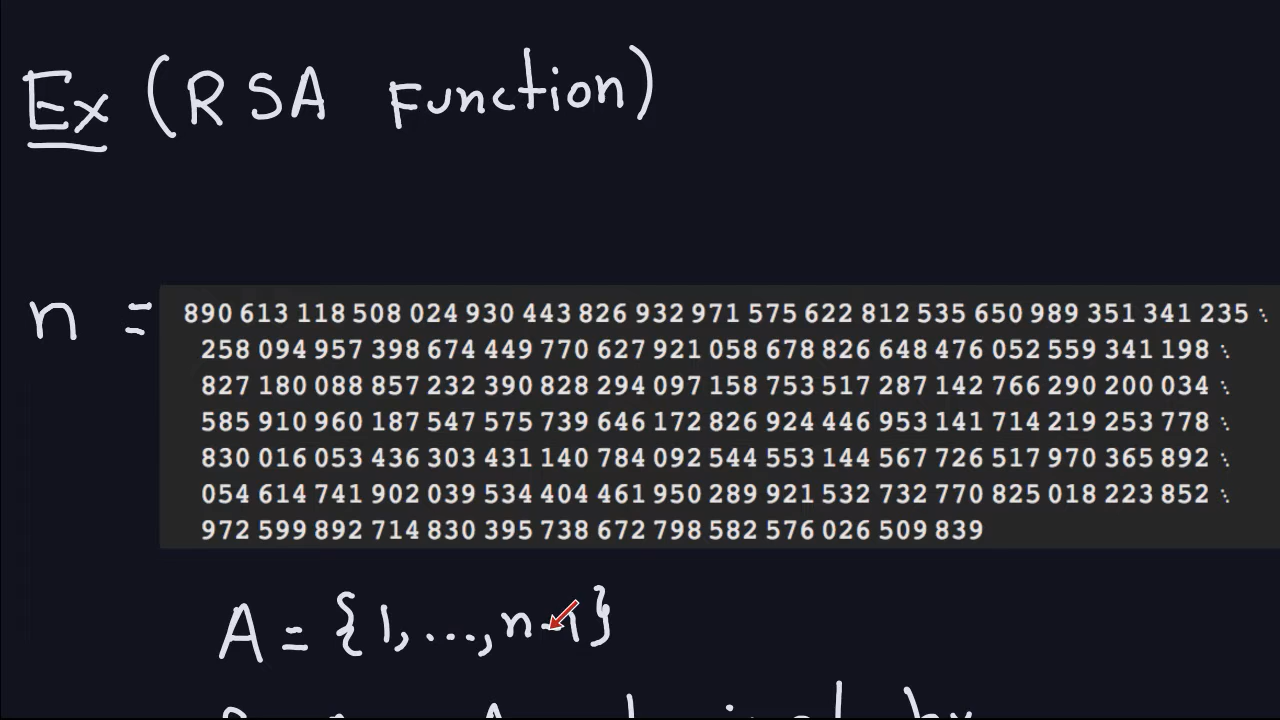 Ex (RSA Function)
n =
890 613 118 508 024 930 443 826 932 971 575 622 812 535 650 989 351 341 235 \
258 094 957 398 674 449 770 627 921 058 678 826 648 476 052 559 341 198 \
827 180 088 857 232 390 828 294 097 158 753 517 287 142 766 290 200 034 \
585 910 960 187 547 575 739 646 172 826 924 446 953 141 714 219 253 778 \
830 016 053 436 303 431 140 784 092 544 553 144 567 726 517 970 365 892 \
054 614 741 902 039 534 404 461 950 289 921 532 732 770 825 018 223 852 \
972 599 892 714 830 395 738 672 798 582 576 026 509 839
A = {1, ..., n-1}